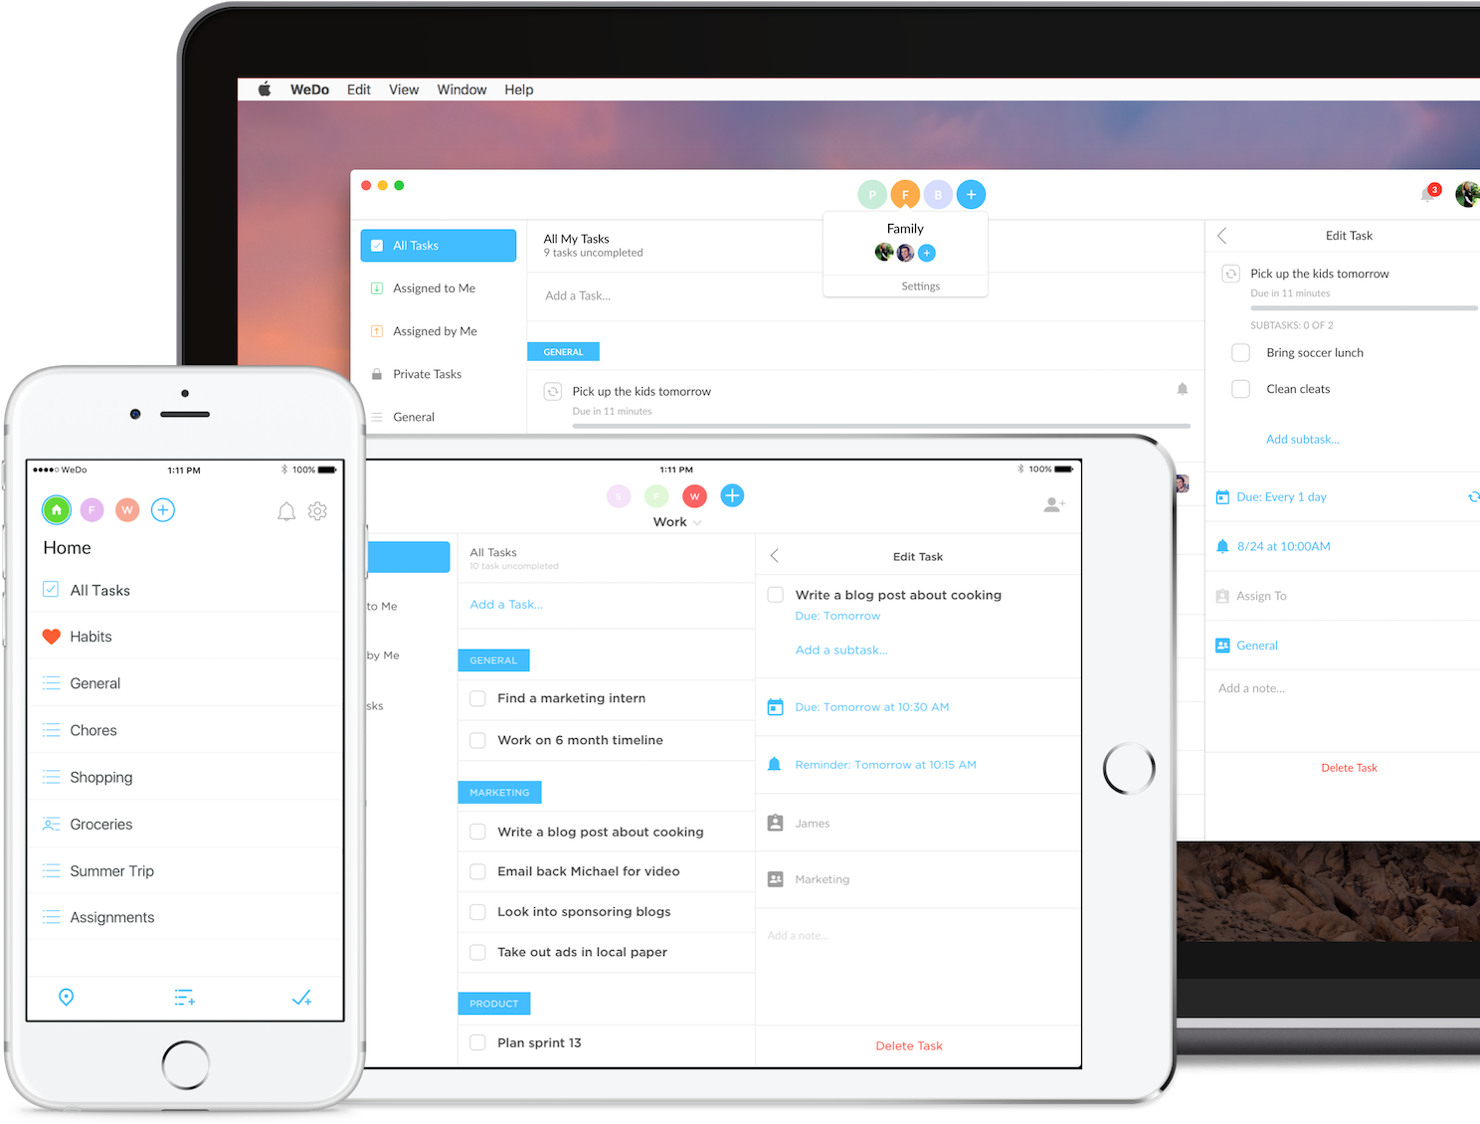 WeDo Edit View Window Help
P F B +
3
Family
Settings
All Tasks
Assigned to Me
Assigned by Me
Private Tasks
General
All My Tasks
9 tasks uncompleted
Add a Task...
GENERAL
Pick up the kids tomorrow
Due in 11 minutes
Edit Task
Pick up the kids tomorrow
Due in 11 minutes
SUBTASKS: 0 OF 2
Bring soccer lunch
Clean cleats
Add subtask...
Due: Every 1 day
8/24 at 10:00AM
Assign To
General
Add a note...
Delete Task
WeDo 1:11 PM 100%
F W +
Home
All Tasks
Habits
General
Chores
Shopping
Groceries
Summer Trip
Assignments
1:11 PM 100%
S F W +
Work
to Me
by Me
sks
All Tasks
10 task uncompleted
Add a Task...
GENERAL
Find a marketing intern
Work on 6 month timeline
MARKETING
Write a blog post about cooking
Email back Michael for video
Look into sponsoring blogs
Take out ads in local paper
PRODUCT
Plan sprint 13
Edit Task
Write a blog post about cooking
Due: Tomorrow
Add a subtask...
Due: Tomorrow at 10:30 AM
Reminder: Tomorrow at 10:15 AM
James
Marketing
Add a note...
Delete Task